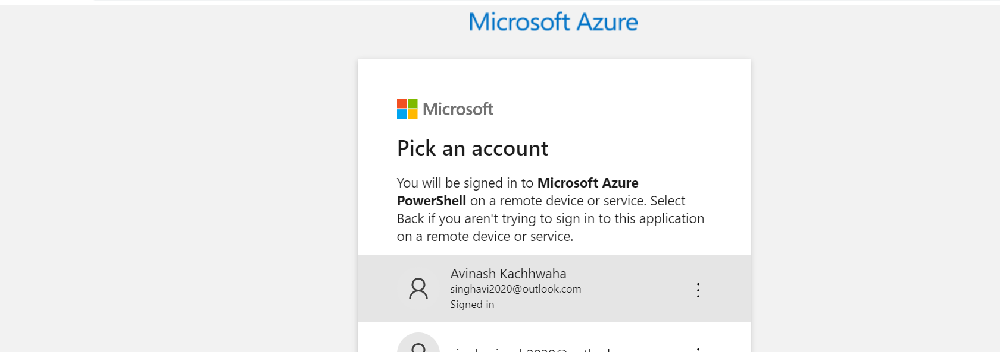 Microsoft Azure
Microsoft
Pick an account
You will be signed in to Microsoft Azure
PowerShell on a remote device or service. Select
Back if you aren't trying to sign in to this application
on a remote device or service.
Avinash Kachhwaha
singhavi2020@outlook.com
Signed in